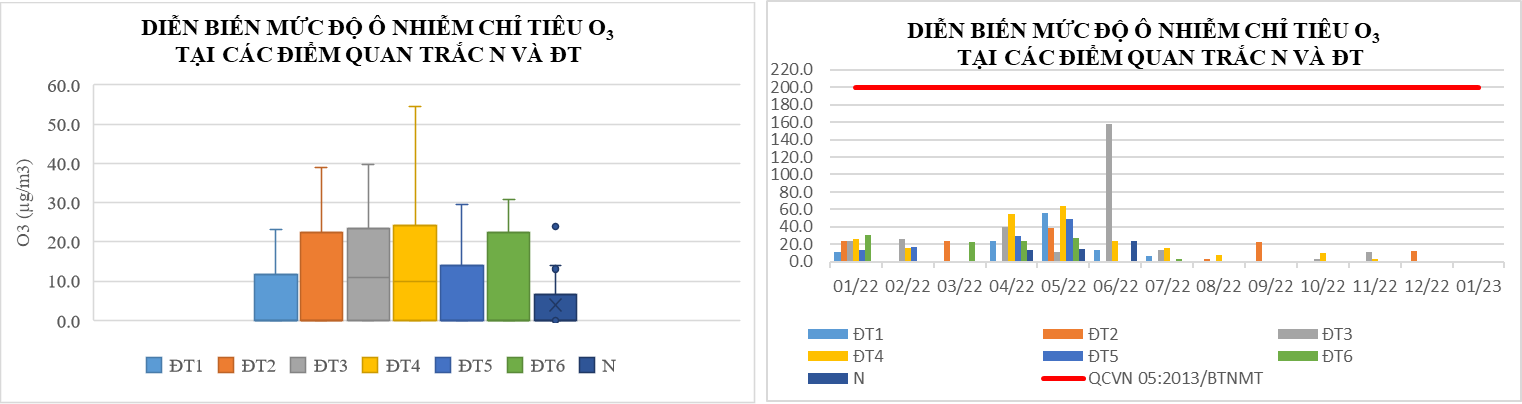 DIỄN BIẾN MỨC ĐỘ Ô NHIỄM CHỈ TIÊU O3
TẠI CÁC ĐIỂM QUAN TRẮC N VÀ ĐT
60.0
50.0
40.0
30.0
20.0
10.0
0.0
O3 (µg/m3)
ĐT1 ĐT2 ĐT3 ĐT4 ĐT5 ĐT6 N
DIỄN BIẾN MỨC ĐỘ Ô NHIỄM CHỈ TIÊU O3
TẠI CÁC ĐIỂM QUAN TRẮC N VÀ ĐT
220.0
200.0
180.0
160.0
140.0
120.0
100.0
80.0
60.0
40.0
20.0
0.0
01/22 02/22 03/22 04/22 05/22 06/22 07/22 08/22 09/22 10/22 11/22 12/22 01/23
ĐT1 ĐT2 ĐT3
ĐT4 ĐT5 ĐT6
N QCVN 05:2013/BTNMT